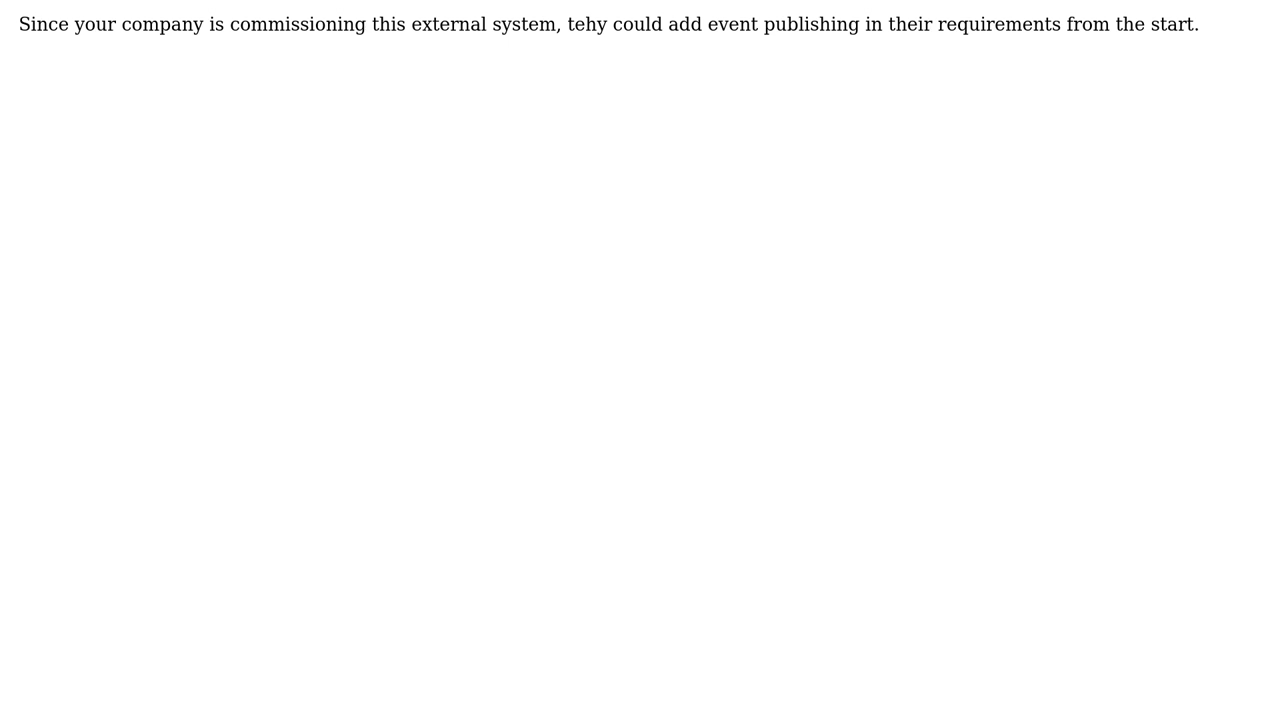 Since your company is commissioning this external system, tehy could add event publishing in their requirements from the start.